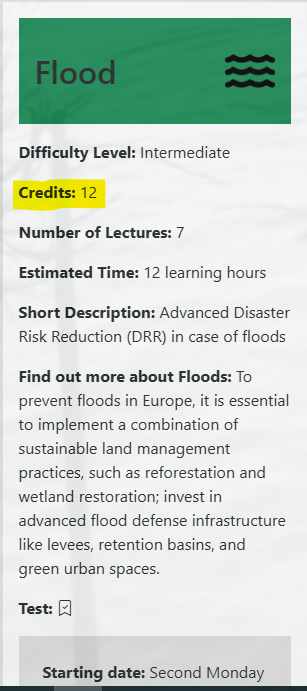 Flood
Difficulty Level: Intermediate
Credits: 12
Number of Lectures: 7
Estimated Time: 12 learning hours
Short Description: Advanced Disaster
Risk Reduction (DRR) in case of floods
Find out more about Floods: To
prevent floods in Europe, it is essential
to implement a combination of
sustainable land management
practices, such as reforestation and
wetland restoration; invest in
advanced flood defense infrastructure
like levees, retention basins, and
green urban spaces.
Test:
Starting date: Second Monday